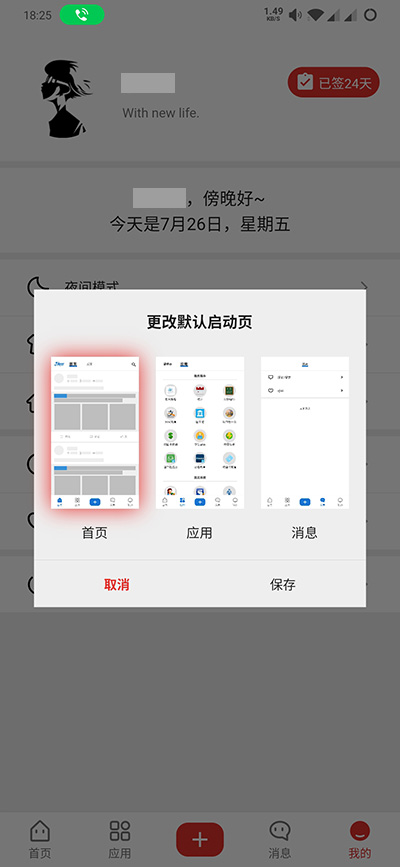 18:25
1.49
KB/S
已签24天
With new life.
，傍晚好~
今天是7月26日，星期五
夜间模式
更改默认启动页
首页
应用
消息
取消
保存
首页
应用
消息
我的